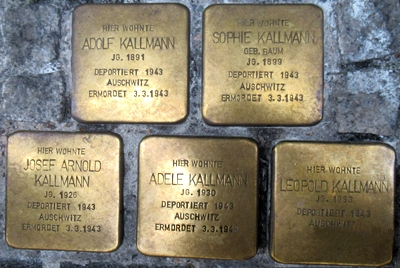 HIER WOHNTE
ADOLF KALLMANN
JG. 1891
DEPORTIERT 1943
AUSCHWITZ
ERMORDET 3.3.1943
HIER WOHNTE
SOPHIE KALLMANN
GEB. BAUM
JG. 1899
DEPORTIERT 1943
AUSCHWITZ
ERMORDET 3.3.1943
HIER WOHNTE
JOSEF ARNOLD
KALLMANN
JG. 1926
DEPORTIERT 1943
AUSCHWITZ
ERMORDET 3.3.1943
HIER WOHNTE
ADELE KALLMANN
JG. 1930
DEPORTIERT 1943
AUSCHWITZ
ERMORDET 3.3.1943
HIER WOHNTE
LEOPOLD KALLMANN
JG.
DEPORTIERT 1943
AUSCHWITZ